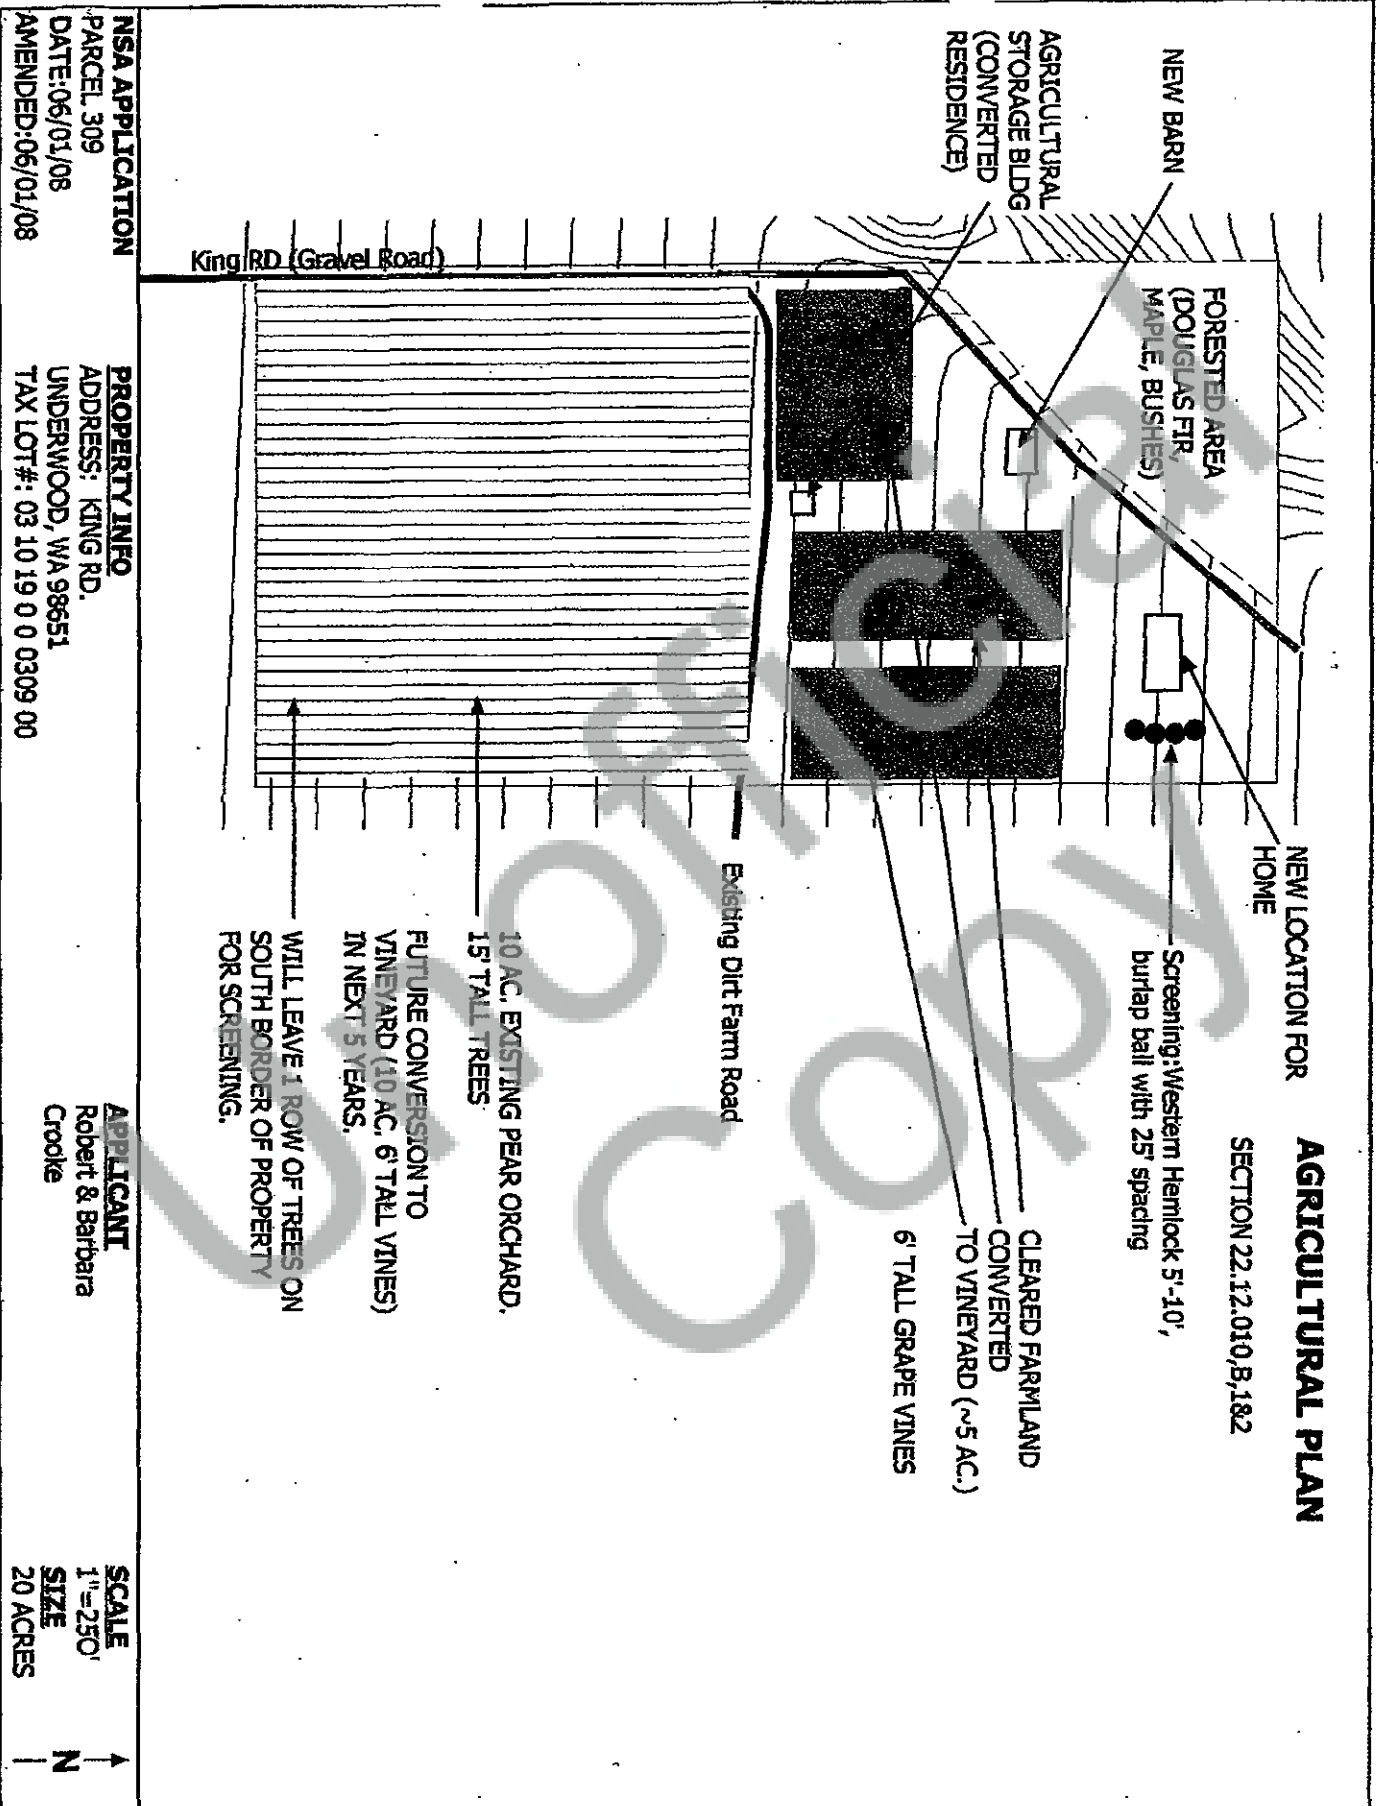 AGRICULTURAL PLAN
SECTION 22.12.010,B,1&2
NEW LOCATION FOR
HOME
Screening:Western Hemlock 5'-10',
burlap ball with 25' spacing
NEW BARN
FORESTED AREA
(DOUGLAS FIR,
MAPLE, BUSHES)
AGRICULTURAL
STORAGE BLDG
(CONVERTED
RESIDENCE)
CLEARED FARMLAND
CONVERTED
TO VINEYARD (~5 AC.)
6' TALL GRAPE VINES
Existing Dirt Farm Road
10 AC. EXISTING PEAR ORCHARD.
15' TALL TREES
FUTURE CONVERSION TO
VINEYARD (10 AC. 6' TALL VINES)
IN NEXT 5 YEARS.
WILL LEAVE 1 ROW OF TREES ON
SOUTH BORDER OF PROPERTY
FOR SCREENING.
King RD (Gravel Road)
NSA APPLICATION
PARCEL 309
DATE:06/01/08
AMENDED:06/01/08
PROPERTY INFO
ADDRESS: KING RD.
UNDERWOOD, WA 98651
TAX LOT#: 03 10 19 0 0 0309 00
APPLICANT
Robert & Barbara
Crooke
SCALE
1"=250'
SIZE
20 ACRES
N
Unofficial
Copy